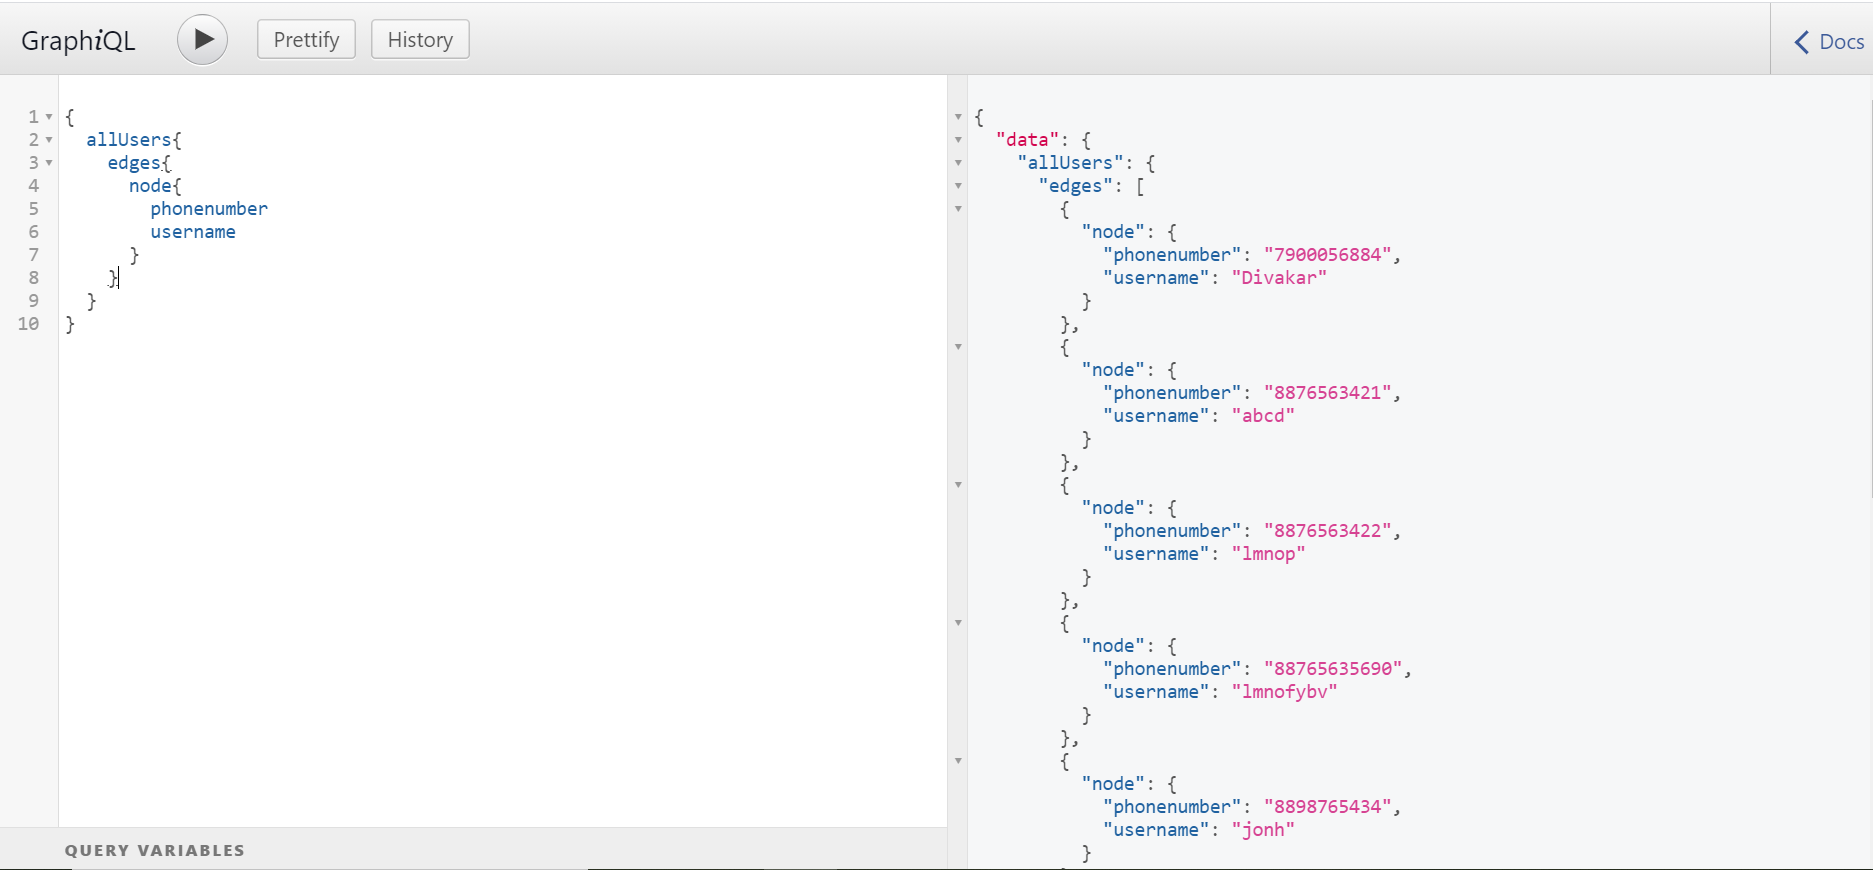 GraphiQL
Prettify
History
Docs
1 {
2 allUsers{
3 edges{
4 node{
5 phonenumber
6 username
7 }
8 }
9 }
10 }
QUERY VARIABLES
{
"data": {
"allUsers": {
"edges": [
{
"node": {
"phonenumber": "7900056884",
"username": "Divakar"
}
},
{
"node": {
"phonenumber": "8876563421",
"username": "abcd"
}
},
{
"node": {
"phonenumber": "8876563422",
"username": "lmnop"
}
},
{
"node": {
"phonenumber": "88765635690",
"username": "lmnofybv"
}
},
{
"node": {
"phonenumber": "8898765434",
"username": "jonh"
}